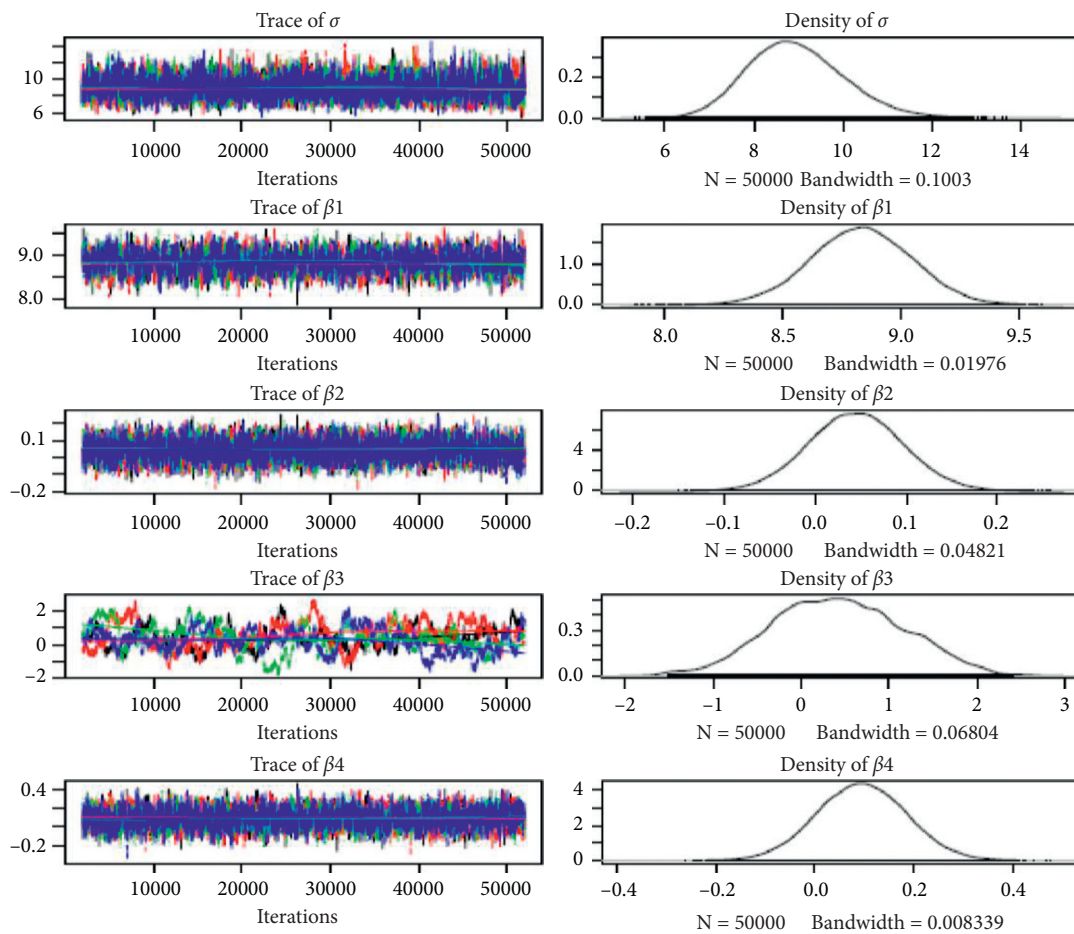 Trace of σ
10
6
10000 20000 30000 40000 50000
Iterations
Density of σ
0.2
0.0
6 8 10 12 14
N = 50000 Bandwidth = 0.1003
Trace of β1
9.0
8.0
10000 20000 30000 40000 50000
Iterations
Density of β1
1.0
0.0
8.0 8.5 9.0 9.5
N = 50000 Bandwidth = 0.01976
Trace of β2
0.1
−0.2
10000 20000 30000 40000 50000
Iterations
Density of β2
4
0
−0.2 −0.1 0.0 0.1 0.2
N = 50000 Bandwidth = 0.04821
Trace of β3
2
0
−2
10000 20000 30000 40000 50000
Iterations
Density of β3
0.3
0.0
−2 −1 0 1 2 3
N = 50000 Bandwidth = 0.06804
Trace of β4
0.4
−0.2
10000 20000 30000 40000 50000
Iterations
Density of β4
4
2
0
−0.4 −0.2 0.0 0.2 0.4
N = 50000 Bandwidth = 0.008339